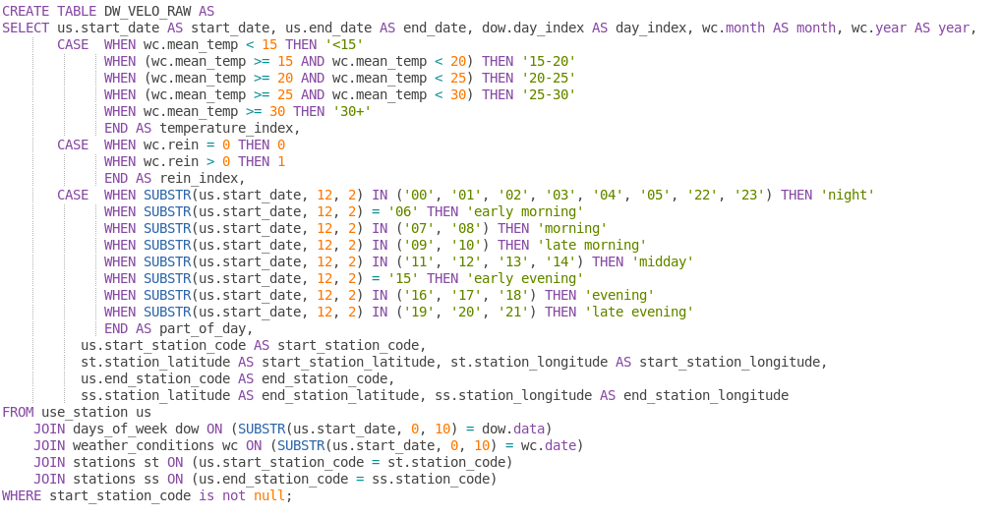 CREATE TABLE DW_VELO_RAW AS
SELECT us.start_date AS start_date, us.end_date AS end_date, dow.day_index AS day_index, wc.month AS month, wc.year AS year,
CASE WHEN wc.mean_temp < 15 THEN '<15'
WHEN (wc.mean_temp >= 15 AND wc.mean_temp < 20) THEN '15-20'
WHEN (wc.mean_temp >= 20 AND wc.mean_temp < 25) THEN '20-25'
WHEN (wc.mean_temp >= 25 AND wc.mean_temp < 30) THEN '25-30'
WHEN wc.mean_temp >= 30 THEN '30+'
END AS temperature_index,
CASE WHEN wc.rein = 0 THEN 0
WHEN wc.rein > 0 THEN 1
END AS rein_index,
CASE WHEN SUBSTR(us.start_date, 12, 2) IN ('00', '01', '02', '03', '04', '05', '22', '23') THEN 'night'
WHEN SUBSTR(us.start_date, 12, 2) = '06' THEN 'early morning'
WHEN SUBSTR(us.start_date, 12, 2) IN ('07', '08') THEN 'morning'
WHEN SUBSTR(us.start_date, 12, 2) IN ('09', '10') THEN 'late morning'
WHEN SUBSTR(us.start_date, 12, 2) IN ('11', '12', '13', '14') THEN 'midday'
WHEN SUBSTR(us.start_date, 12, 2) = '15' THEN 'early evening'
WHEN SUBSTR(us.start_date, 12, 2) IN ('16', '17', '18') THEN 'evening'
WHEN SUBSTR(us.start_date, 12, 2) IN ('19', '20', '21') THEN 'late evening'
END AS part_of_day,
us.start_station_code AS start_station_code,
st.station_latitude AS start_station_latitude, st.station_longitude AS start_station_longitude,
us.end_station_code AS end_station_code,
ss.station_latitude AS end_station_latitude, ss.station_longitude AS end_station_longitude
FROM use_station us
JOIN days_of_week dow ON (SUBSTR(us.start_date, 0, 10) = dow.data)
JOIN weather_conditions wc ON (SUBSTR(us.start_date, 0, 10) = wc.date)
JOIN stations st ON (us.start_station_code = st.station_code)
JOIN stations ss ON (us.end_station_code = ss.station_code)
WHERE start_station_code is not null;